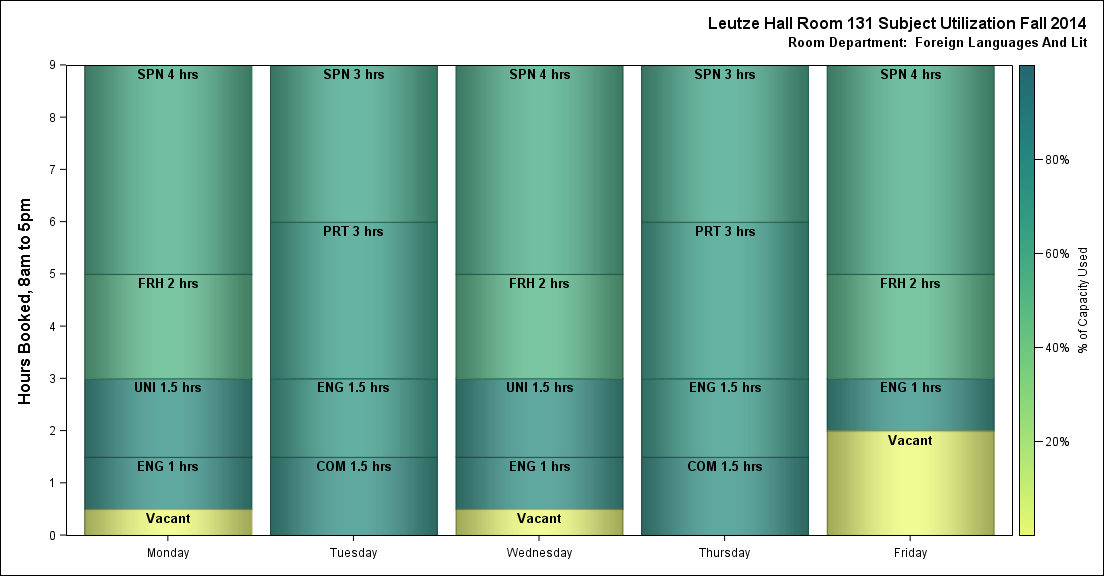 Leutze Hall Room 131 Subject Utilization Fall 2014
Room Department:  Foreign Languages And Lit
Hours Booked, 8am to 5pm
9
8
7
6
5
4
3
2
1
0
SPN 4 hrs
FRH 2 hrs
UNI 1.5 hrs
ENG 1 hrs
Vacant
Monday
SPN 3 hrs
PRT 3 hrs
ENG 1.5 hrs
COM 1.5 hrs
Tuesday
SPN 4 hrs
FRH 2 hrs
UNI 1.5 hrs
ENG 1 hrs
Vacant
Wednesday
SPN 3 hrs
PRT 3 hrs
ENG 1.5 hrs
COM 1.5 hrs
Thursday
SPN 4 hrs
FRH 2 hrs
ENG 1 hrs
Vacant
Friday
80%
60%
40%
20%
% of Capacity Used